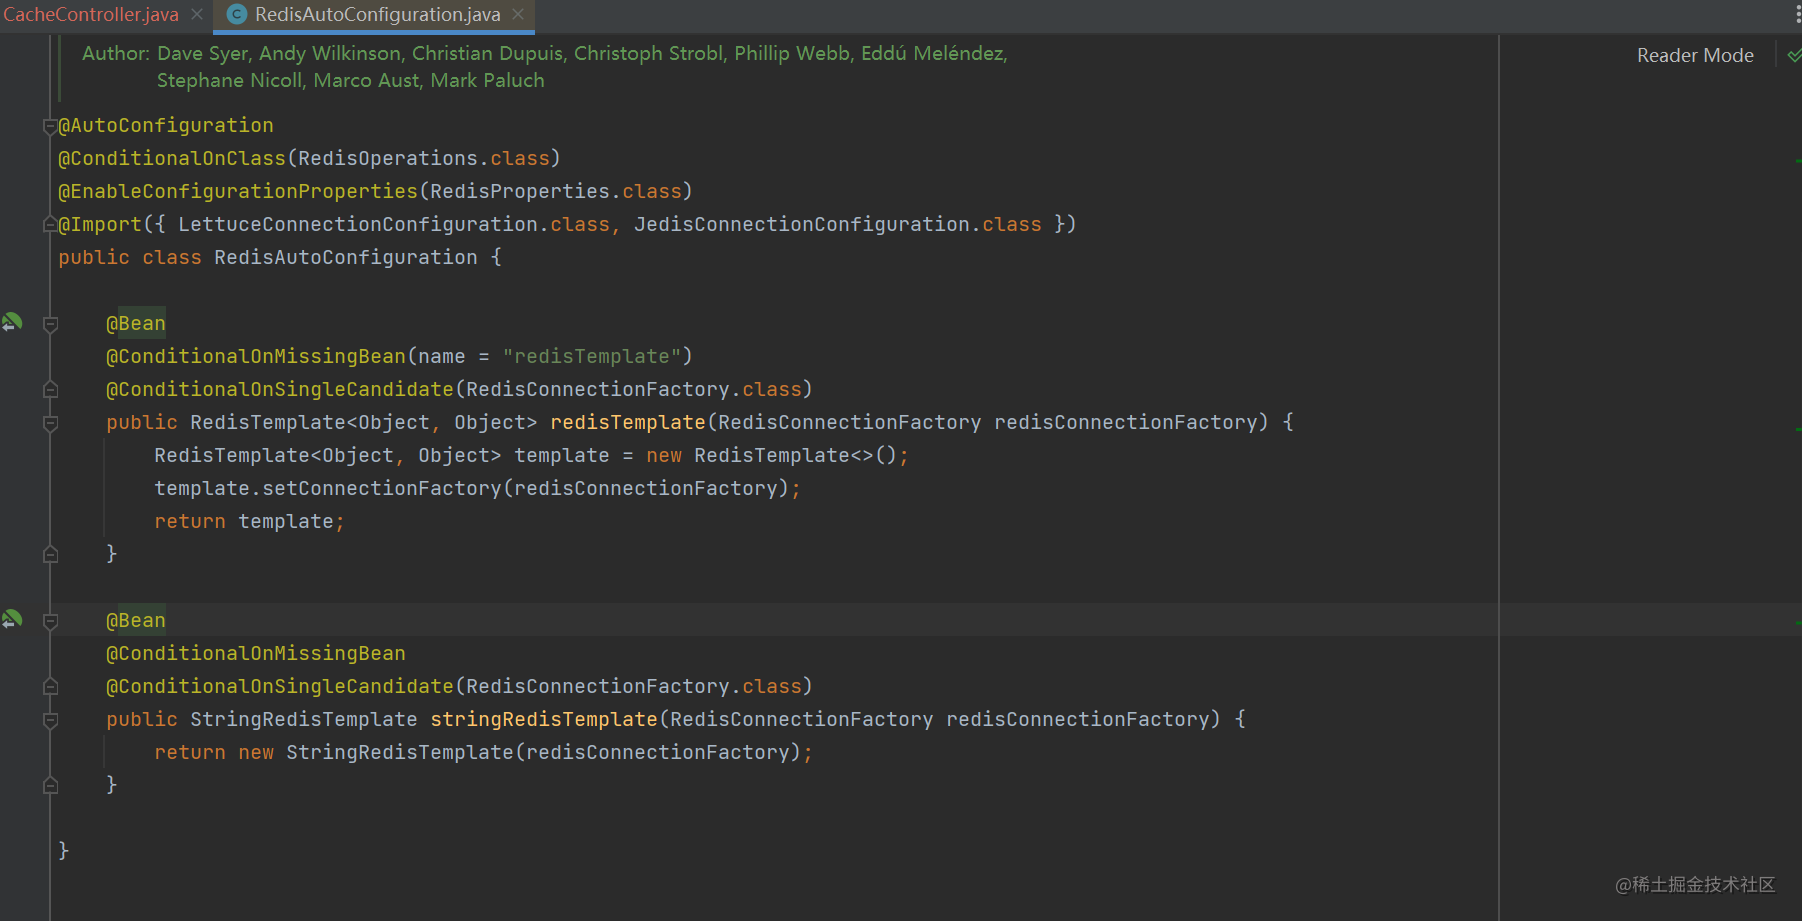 CacheController.java RedisAutoConfiguration.java
Author: Dave Syer, Andy Wilkinson, Christian Dupuis, Christoph Strobl, Phillip Webb, Eddú Meléndez,
Reader Mode
Stephane Nicoll, Marco Aust, Mark Paluch
@AutoConfiguration
@ConditionalOnClass(RedisOperations.class)
@EnableConfigurationProperties(RedisProperties.class)
@Import({ LettuceConnectionConfiguration.class, JedisConnectionConfiguration.class })
public class RedisAutoConfiguration {
@Bean
@ConditionalOnMissingBean(name = "redisTemplate")
@ConditionalOnSingleCandidate(RedisConnectionFactory.class)
public RedisTemplate<Object, Object> redisTemplate(RedisConnectionFactory redisConnectionFactory) {
RedisTemplate<Object, Object> template = new RedisTemplate<>();
template.setConnectionFactory(redisConnectionFactory);
return template;
}
@Bean
@ConditionalOnMissingBean
@ConditionalOnSingleCandidate(RedisConnectionFactory.class)
public StringRedisTemplate stringRedisTemplate(RedisConnectionFactory redisConnectionFactory) {
return new StringRedisTemplate(redisConnectionFactory);
}
}
@稀土掘金技术社区